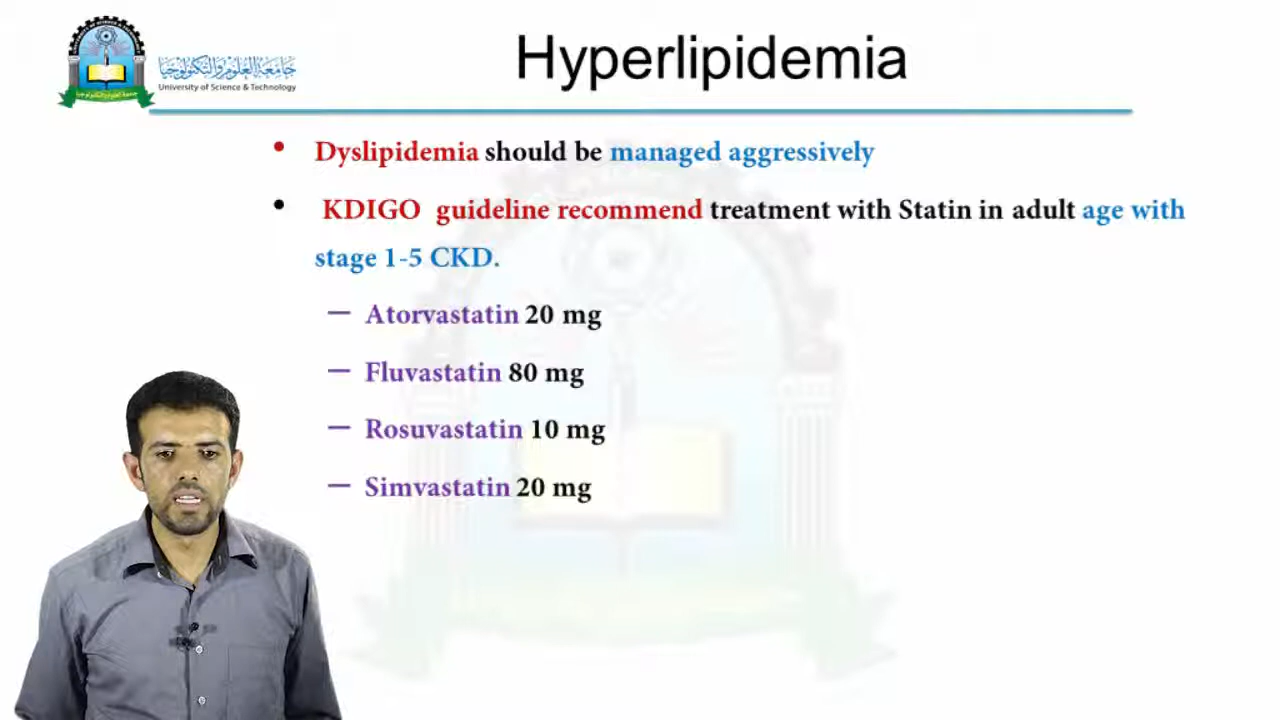 جامعة العلوم والتكنولوجيا
University of Science & Technology
Hyperlipidemia
• Dyslipidemia should be managed aggressively
• KDIGO guideline recommend treatment with Statin in adult age with
stage 1-5 CKD.
– Atorvastatin 20 mg
– Fluvastatin 80 mg
– Rosuvastatin 10 mg
– Simvastatin 20 mg